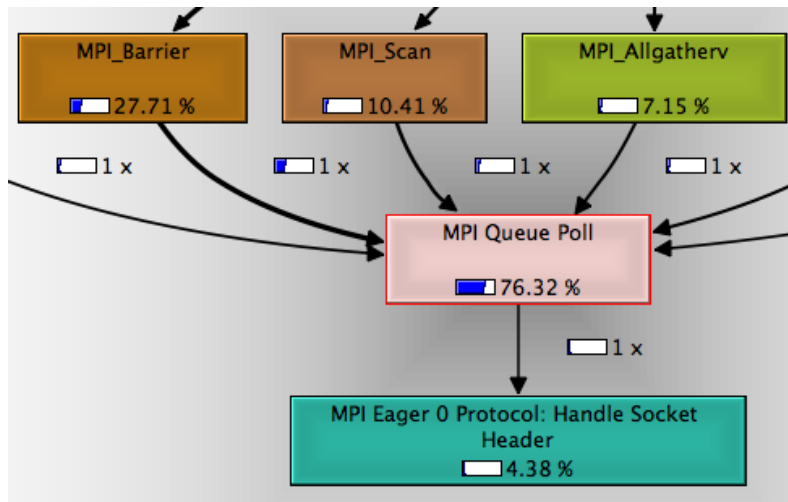 MPI_Barrier
27.71 %
MPI_Scan
10.41 %
MPI_Allgatherv
7.15 %
1 x
1 x
1 x
1 x
MPI Queue Poll
76.32 %
1 x
MPI Eager 0 Protocol: Handle Socket
Header
4.38 %